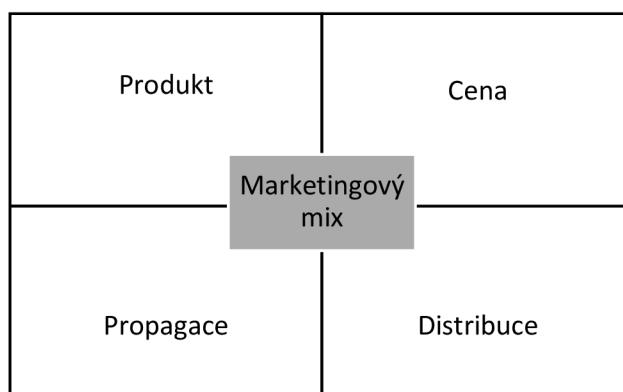 Produkt
Cena
Marketingový
mix
Propagace
Distribuce